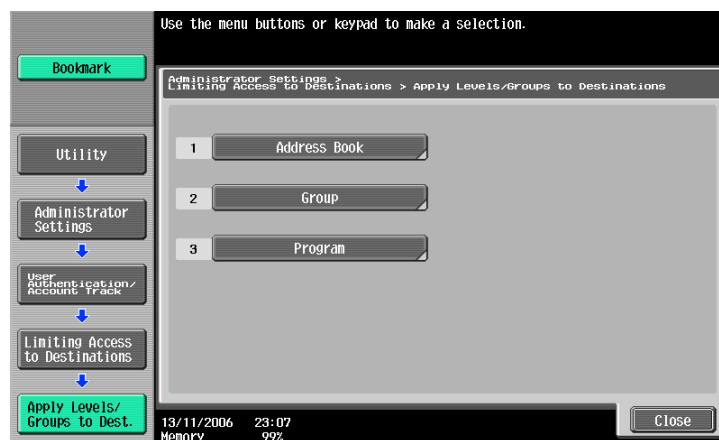 Use the menu buttons or keypad to make a selection.
Bookmark
Administrator Settings >
Limiting Access to Destinations > Apply Levels/Groups to Destinations
Utility
Administrator
Settings
User
Authentication/
Account Track
Limiting Access
to Destinations
Apply Levels/
Groups to Dest.
1 Address Book
2 Group
3 Program
13/11/2006 23:07
Memory 99%
Close